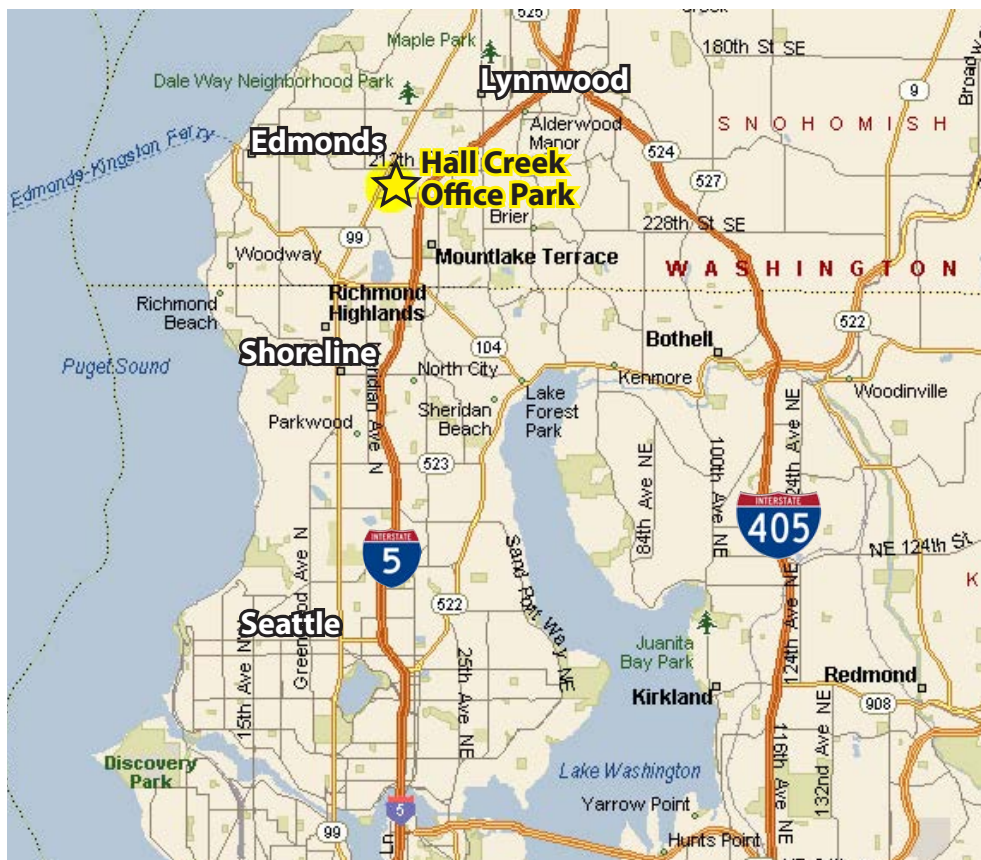 525
Maple Park
180th St SE
Dale Way Neighborhood Park
Lynnwood
9
Alderwood
Manor
SNOHOMISH
Edmonds-Kingston Ferry
Edmonds
212th
Hall Creek
Office Park
524
527
Brier
228th St SE
99
Woodway
Mountlake Terrace
WASHINGTON
Richmond
Beach
Richmond
Highlands
522
Bothell
104
Shoreline
Puget Sound
North City
Kenmore
Woodinville
Lake
Forest
Park
Sheridan
Beach
Parkwood
N
523
84th Ave NE
100th Ave NE
INTERSTATE
405
INTERSTATE
5
NE 124th St
Greenwood Ave N
Sand Point Way NE
522
Seattle
Juanita
Bay Park
124th Ave NE
15th Ave NW
25th Ave NE
Kirkland
Redmond
908
Discovery
Park
Lake Washington
116th Ave NE
132nd Ave NE
Yarrow Point
5
99
Hunts Point